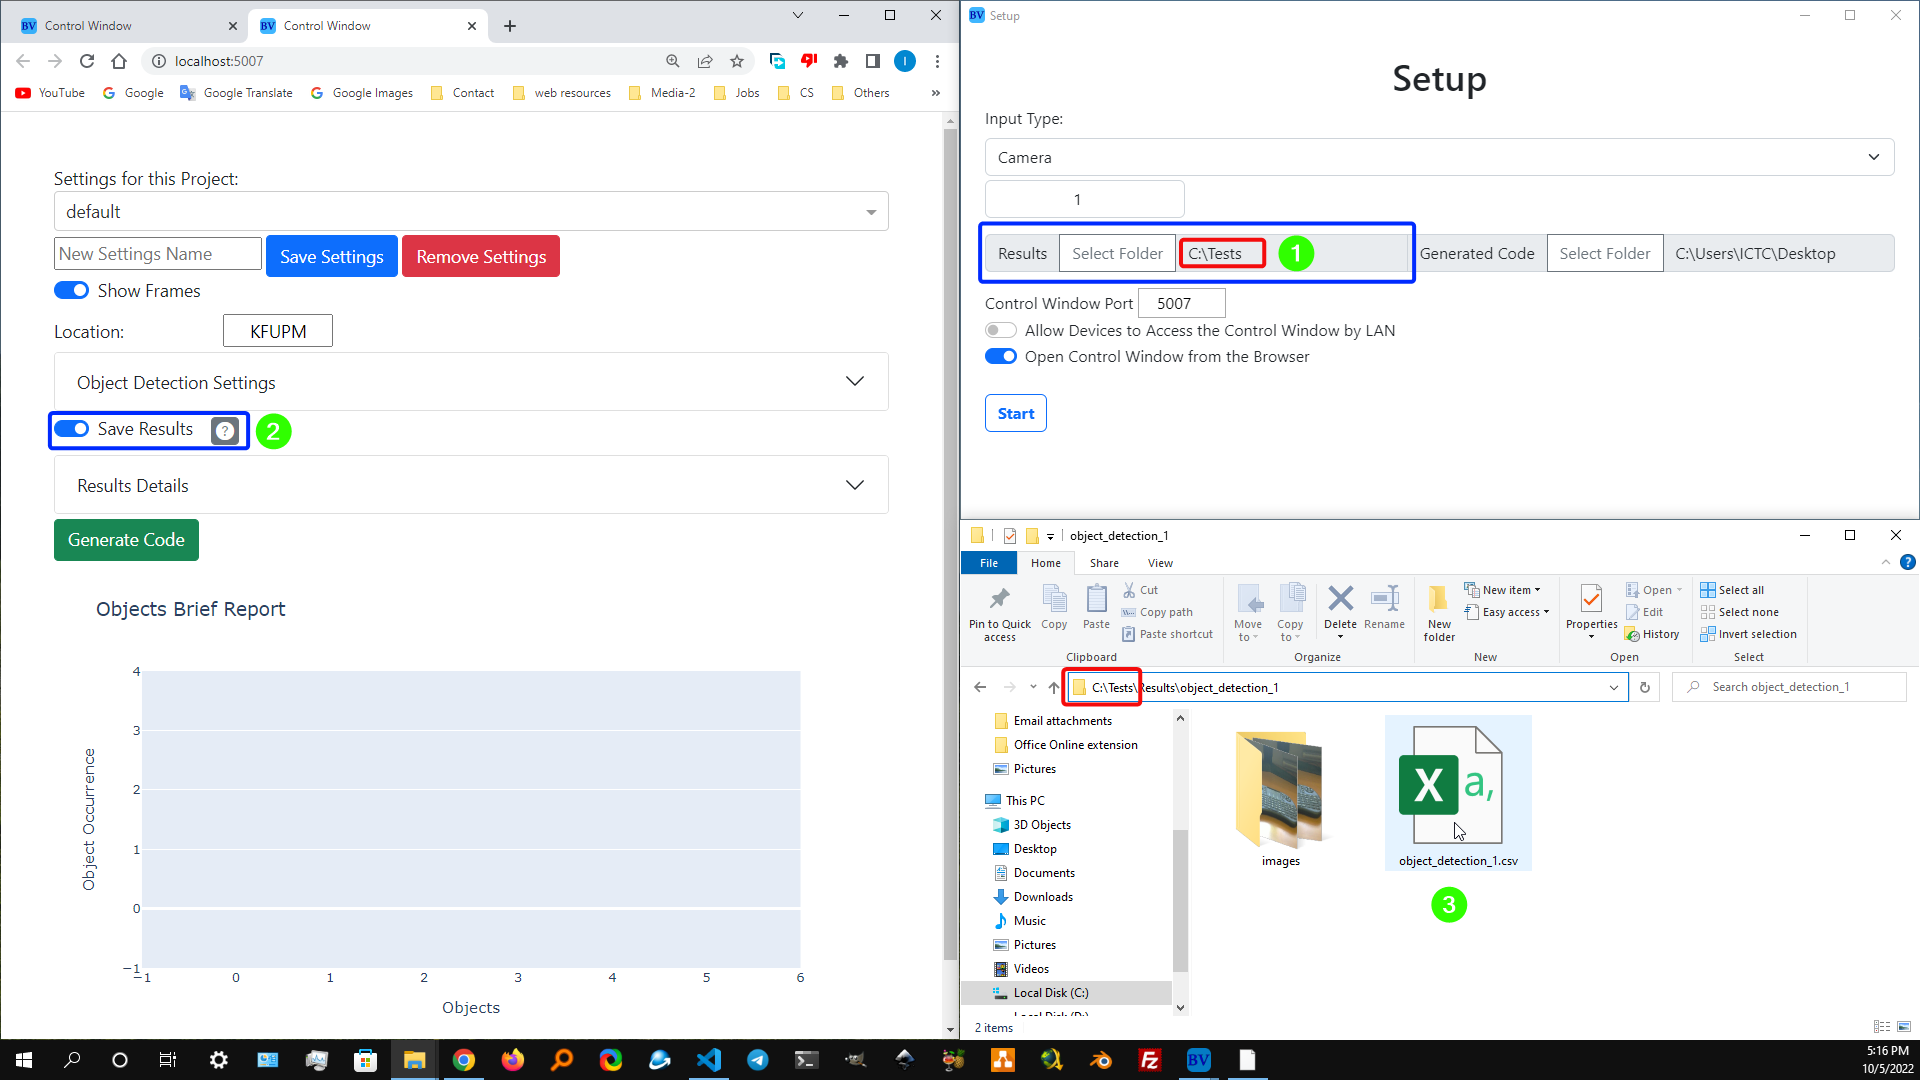 Control Window
Control Window
localhost:5007
YouTube Google Google Translate Google Images Contact web resources Media-2 Jobs CS Others »
Settings for this Project:
default
New Settings Name Save Settings Remove Settings
Show Frames
Location: KFUPM
Object Detection Settings
Save Results ? 2
Results Details
Generate Code
Objects Brief Report
4
3
2
1
0
−1
Object Occurrence
−1 0 1 2 3 4 5 6
Objects
BV Setup
Setup
Input Type:
Camera
1
Results Select Folder C:\Tests 1 Generated Code Select Folder C:\Users\ICTC\Desktop
Control Window Port 5007
Allow Devices to Access the Control Window by LAN
Open Control Window from the Browser
Start
object_detection_1
File Home Share View
Pin to Quick access
Copy
Paste
Cut
Copy path
Paste shortcut
Clipboard
Move to
Copy to
Delete
Rename
Organize
New folder
New item
Easy access
New
Properties
Open
Edit
History
Open
Select all
Select none
Invert selection
Select
C:\Tests\Results\object_detection_1
Search object_detection_1
Email attachments
Office Online extension
Pictures
This PC
3D Objects
Desktop
Documents
Downloads
Music
Pictures
Videos
Local Disk (C:)
Local Disk (D:)
images
X a,
object_detection_1.csv
3
2 items
BV
5:16 PM
10/5/2022